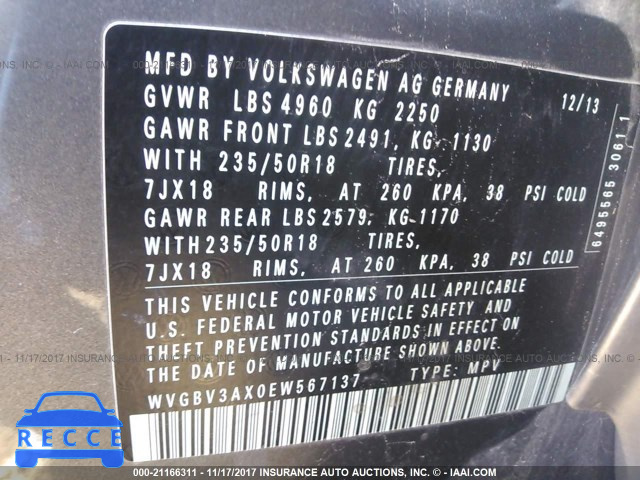 MFD BY VOLKSWAGEN AG GERMANY
GVWR LBS 4960 KG 2250 12/13
GAWR FRONT LBS 2491, KG 1130
WITH 235/50R18 TIRES,
7JX18 RIMS, AT 260 KPA, 38 PSI COLD
GAWR REAR LBS 2579, KG 1170
WITH 235/50R18 TIRES,
7JX18 RIMS, AT 260 KPA, 38 PSI COLD
6495565 3061 1
THIS VEHICLE CONFORMS TO ALL APPLICABLE
U.S. FEDERAL MOTOR VEHICLE SAFETY AND
THEFT PREVENTION STANDARDS IN EFFECT ON
THE DATE OF MANUFACTURE SHOWN ABOVE.
WVGBV3AX0EW567137 TYPE: MPV
RECCE
000-21166311 - 11/17/2017 INSURANCE AUTO AUCTIONS, INC. - © IAAI.COM